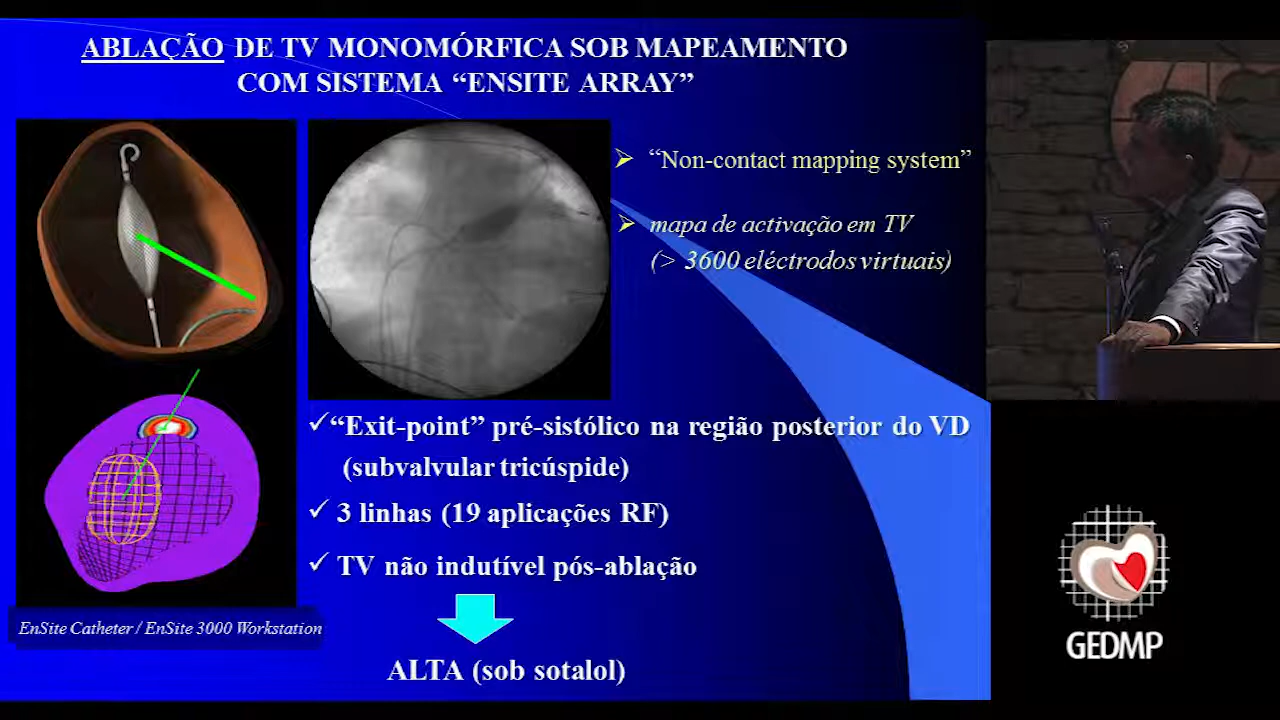 ABLAÇÃO DE TV MONOMÓRFICA SOB MAPEAMENTO
COM SISTEMA “ENSITE ARRAY”
“Non-contact mapping system”
mapa de activação em TV
(> 3600 eléctrodos virtuais)
“Exit-point” pré-sistólico na região posterior do VD
(subvalvular tricúspide)
3 linhas (19 aplicações RF)
TV não indutível pós-ablação
EnSite Catheter / EnSite 3000 Workstation
ALTA (sob sotalol)
GEDMP